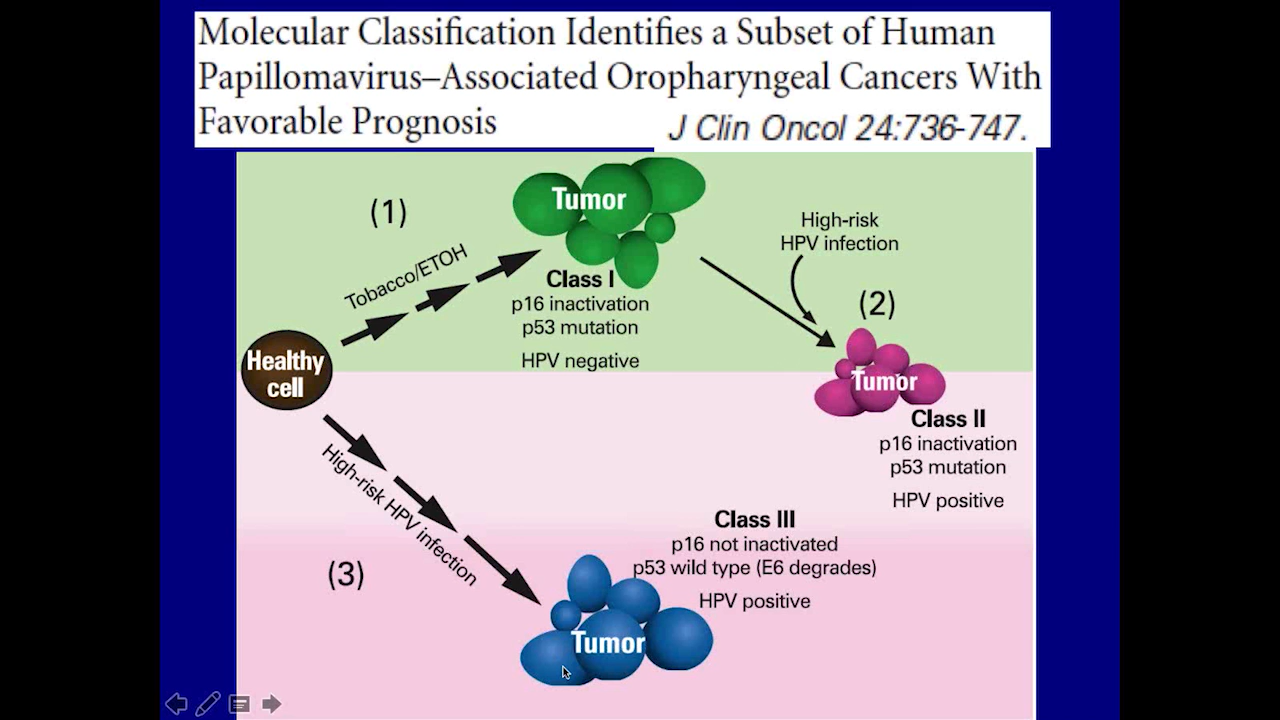 Molecular Classification Identifies a Subset of Human
Papillomavirus–Associated Oropharyngeal Cancers With
Favorable Prognosis
J Clin Oncol 24:736-747.
(1)
Tobacco/ETOH
Tumor
Class I
p16 inactivation
p53 mutation
HPV negative
High-risk
HPV infection
(2)
Healthy
cell
Tumor
Class II
p16 inactivation
p53 mutation
HPV positive
High-risk HPV infection
(3)
Class III
p16 not inactivated
p53 wild type (E6 degrades)
HPV positive
Tumor